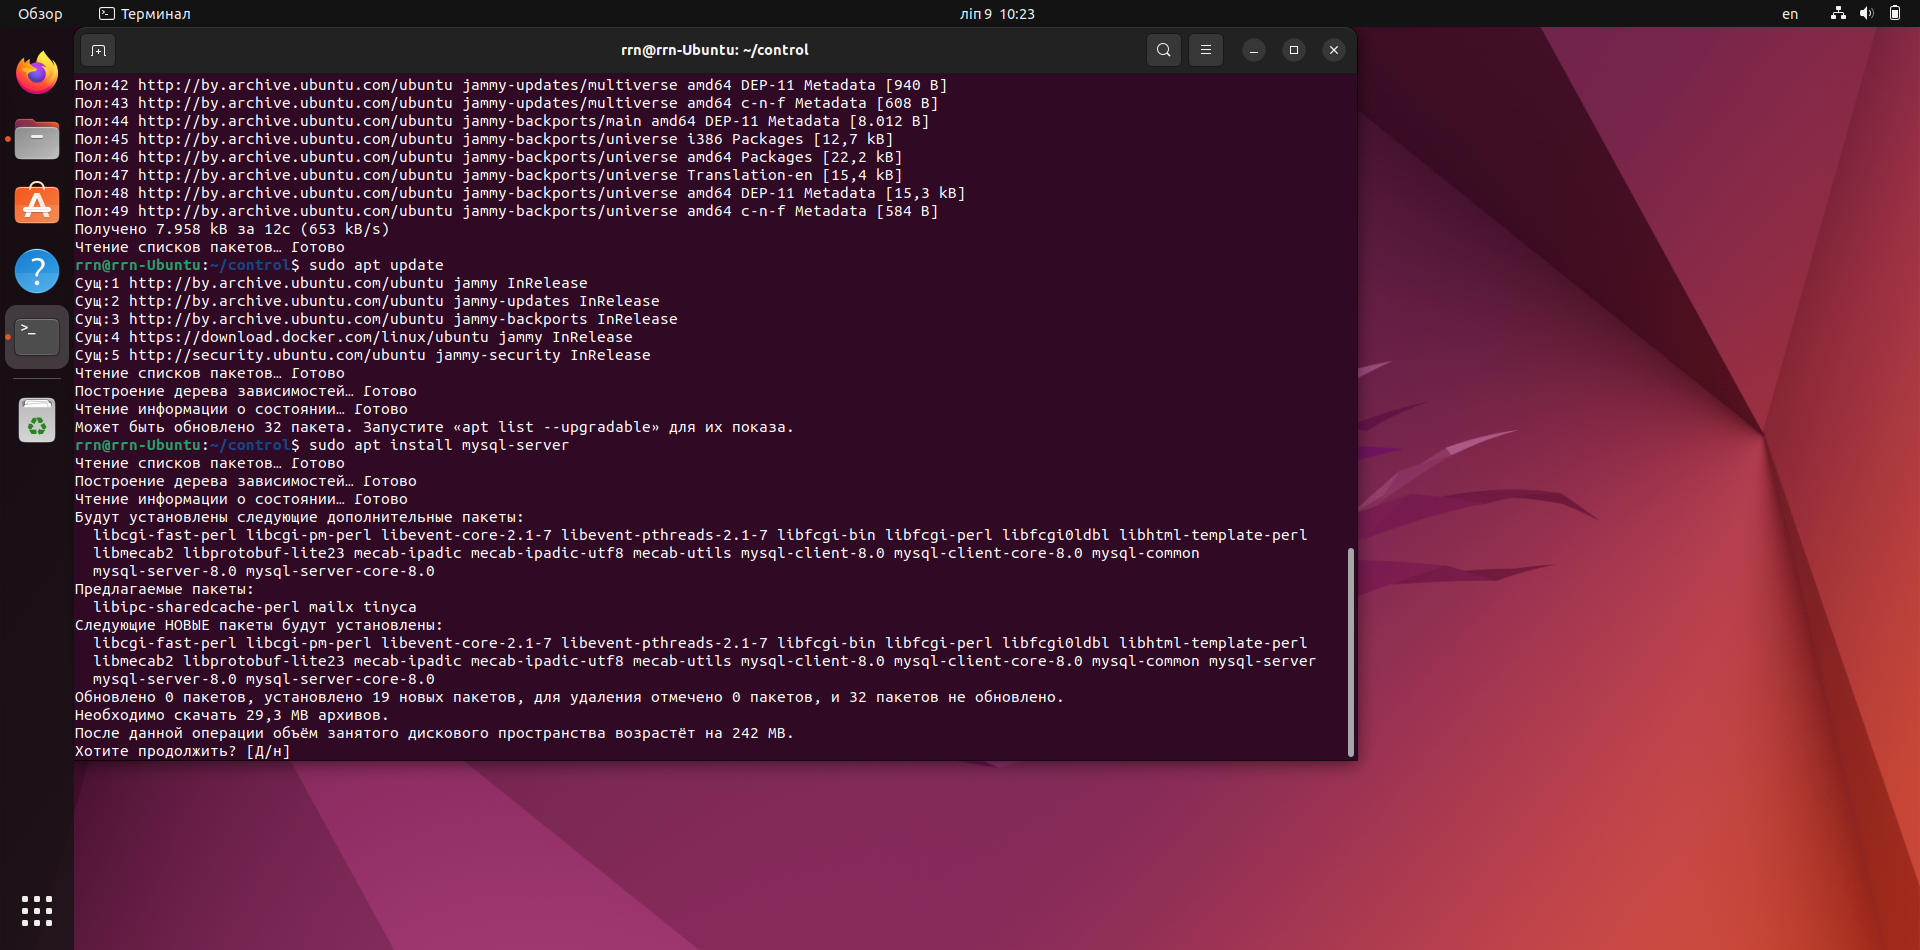 Обзор
Терминал
ліп 9 10:23
en
rrn@rrn-Ubuntu: ~/control
Пол:42 http://by.archive.ubuntu.com/ubuntu jammy-updates/multiverse amd64 DEP-11 Metadata [940 B]
Пол:43 http://by.archive.ubuntu.com/ubuntu jammy-updates/multiverse amd64 c-n-f Metadata [608 B]
Пол:44 http://by.archive.ubuntu.com/ubuntu jammy-backports/main amd64 DEP-11 Metadata [8.012 B]
Пол:45 http://by.archive.ubuntu.com/ubuntu jammy-backports/universe i386 Packages [12,7 kB]
Пол:46 http://by.archive.ubuntu.com/ubuntu jammy-backports/universe amd64 Packages [22,2 kB]
Пол:47 http://by.archive.ubuntu.com/ubuntu jammy-backports/universe Translation-en [15,4 kB]
Пол:48 http://by.archive.ubuntu.com/ubuntu jammy-backports/universe amd64 DEP-11 Metadata [15,3 kB]
Пол:49 http://by.archive.ubuntu.com/ubuntu jammy-backports/universe amd64 c-n-f Metadata [584 B]
Получено 7.958 kB за 12с (653 kB/s)
Чтение списков пакетов… Готово
rrn@rrn-Ubuntu:~/control$ sudo apt update
Сущ:1 http://by.archive.ubuntu.com/ubuntu jammy InRelease
Сущ:2 http://by.archive.ubuntu.com/ubuntu jammy-updates InRelease
Сущ:3 http://by.archive.ubuntu.com/ubuntu jammy-backports InRelease
Сущ:4 https://download.docker.com/linux/ubuntu jammy InRelease
Сущ:5 http://security.ubuntu.com/ubuntu jammy-security InRelease
Чтение списков пакетов… Готово
Построение дерева зависимостей… Готово
Чтение информации о состоянии… Готово
Может быть обновлено 32 пакета. Запустите «apt list --upgradable» для их показа.
rrn@rrn-Ubuntu:~/control$ sudo apt install mysql-server
Чтение списков пакетов… Готово
Построение дерева зависимостей… Готово
Чтение информации о состоянии… Готово
Будут установлены следующие дополнительные пакеты:
libcgi-fast-perl libcgi-pm-perl libevent-core-2.1-7 libevent-pthreads-2.1-7 libfcgi-bin libfcgi-perl libfcgi0ldbl libhtml-template-perl
libmecab2 libprotobuf-lite23 mecab-ipadic mecab-ipadic-utf8 mecab-utils mysql-client-8.0 mysql-client-core-8.0 mysql-common
mysql-server-8.0 mysql-server-core-8.0
Предлагаемые пакеты:
libipc-sharedcache-perl mailx tinyca
Следующие НОВЫЕ пакеты будут установлены:
libcgi-fast-perl libcgi-pm-perl libevent-core-2.1-7 libevent-pthreads-2.1-7 libfcgi-bin libfcgi-perl libfcgi0ldbl libhtml-template-perl
libmecab2 libprotobuf-lite23 mecab-ipadic mecab-ipadic-utf8 mecab-utils mysql-client-8.0 mysql-client-core-8.0 mysql-common mysql-server
mysql-server-8.0 mysql-server-core-8.0
Обновлено 0 пакетов, установлено 19 новых пакетов, для удаления отмечено 0 пакетов, и 32 пакетов не обновлено.
Необходимо скачать 29,3 MB архивов.
После данной операции объём занятого дискового пространства возрастёт на 242 MB.
Хотите продолжить? [Д/н]